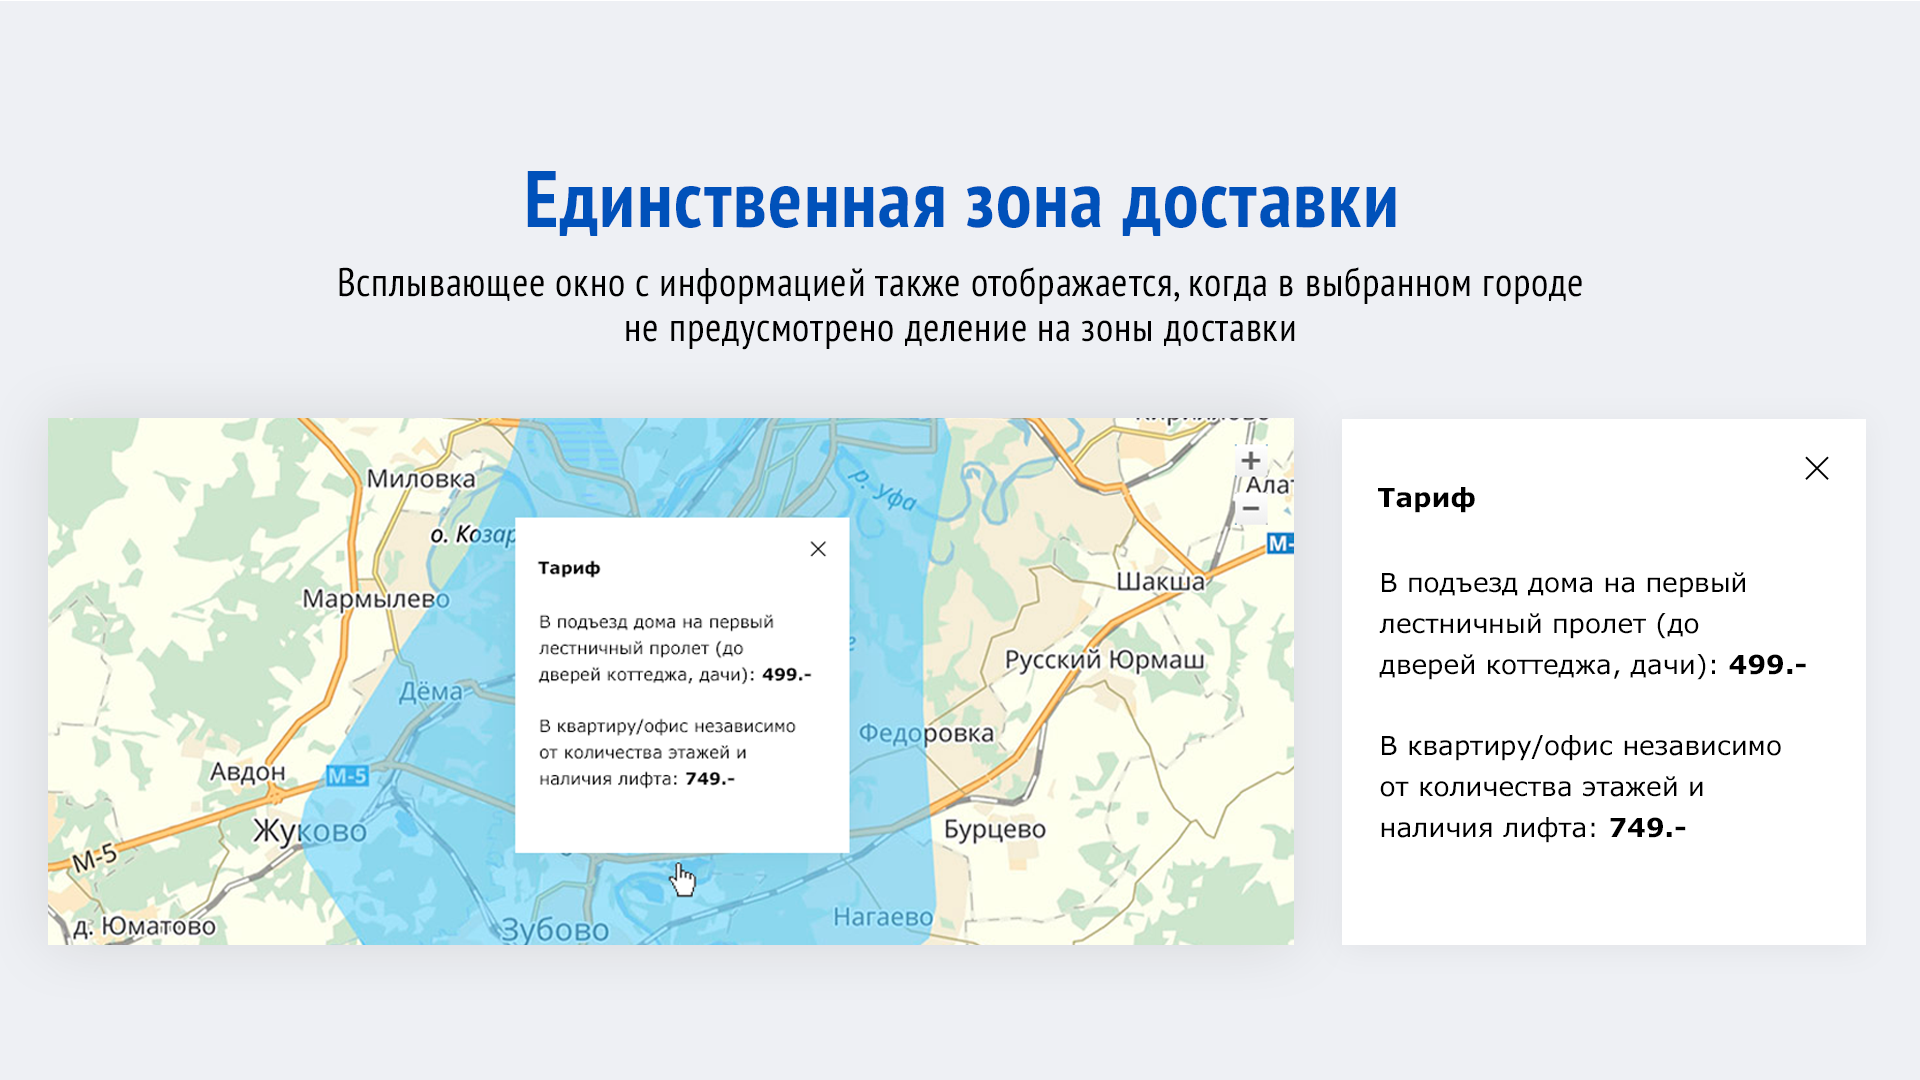 Единственная зона доставки
Всплывающее окно с информацией также отображается, когда в выбранном городе
не предусмотрено деление на зоны доставки
Миловка
р. Уфа
+
−
о. Козар
М-
Шакша
Мармылево
Русский Юрмаш
Дёма
Федоровка
Авдон
М-5
Жуково
Бурцево
М-5
д. Юматово
Зубово
Нагаево
Тариф
В подъезд дома на первый
лестничный пролет (до
дверей коттеджа, дачи): 499.-
В квартиру/офис независимо
от количества этажей и
наличия лифта: 749.-
Тариф
В подъезд дома на первый
лестничный пролет (до
дверей коттеджа, дачи): 499.-
В квартиру/офис независимо
от количества этажей и
наличия лифта: 749.-